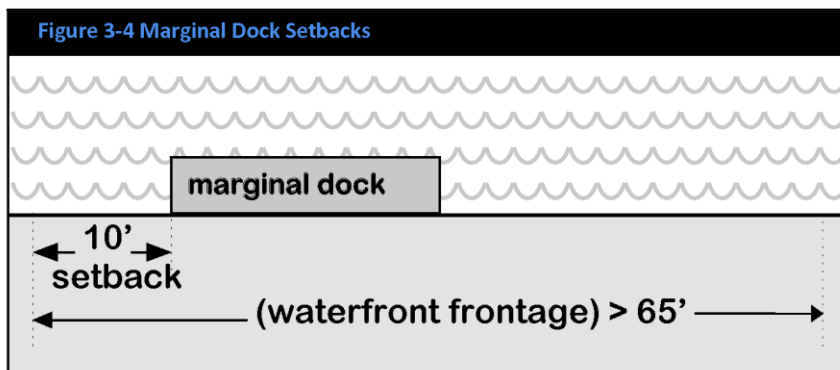 Figure 3-4 Marginal Dock Setbacks
marginal dock
10'
setback
(waterfront frontage) > 65'